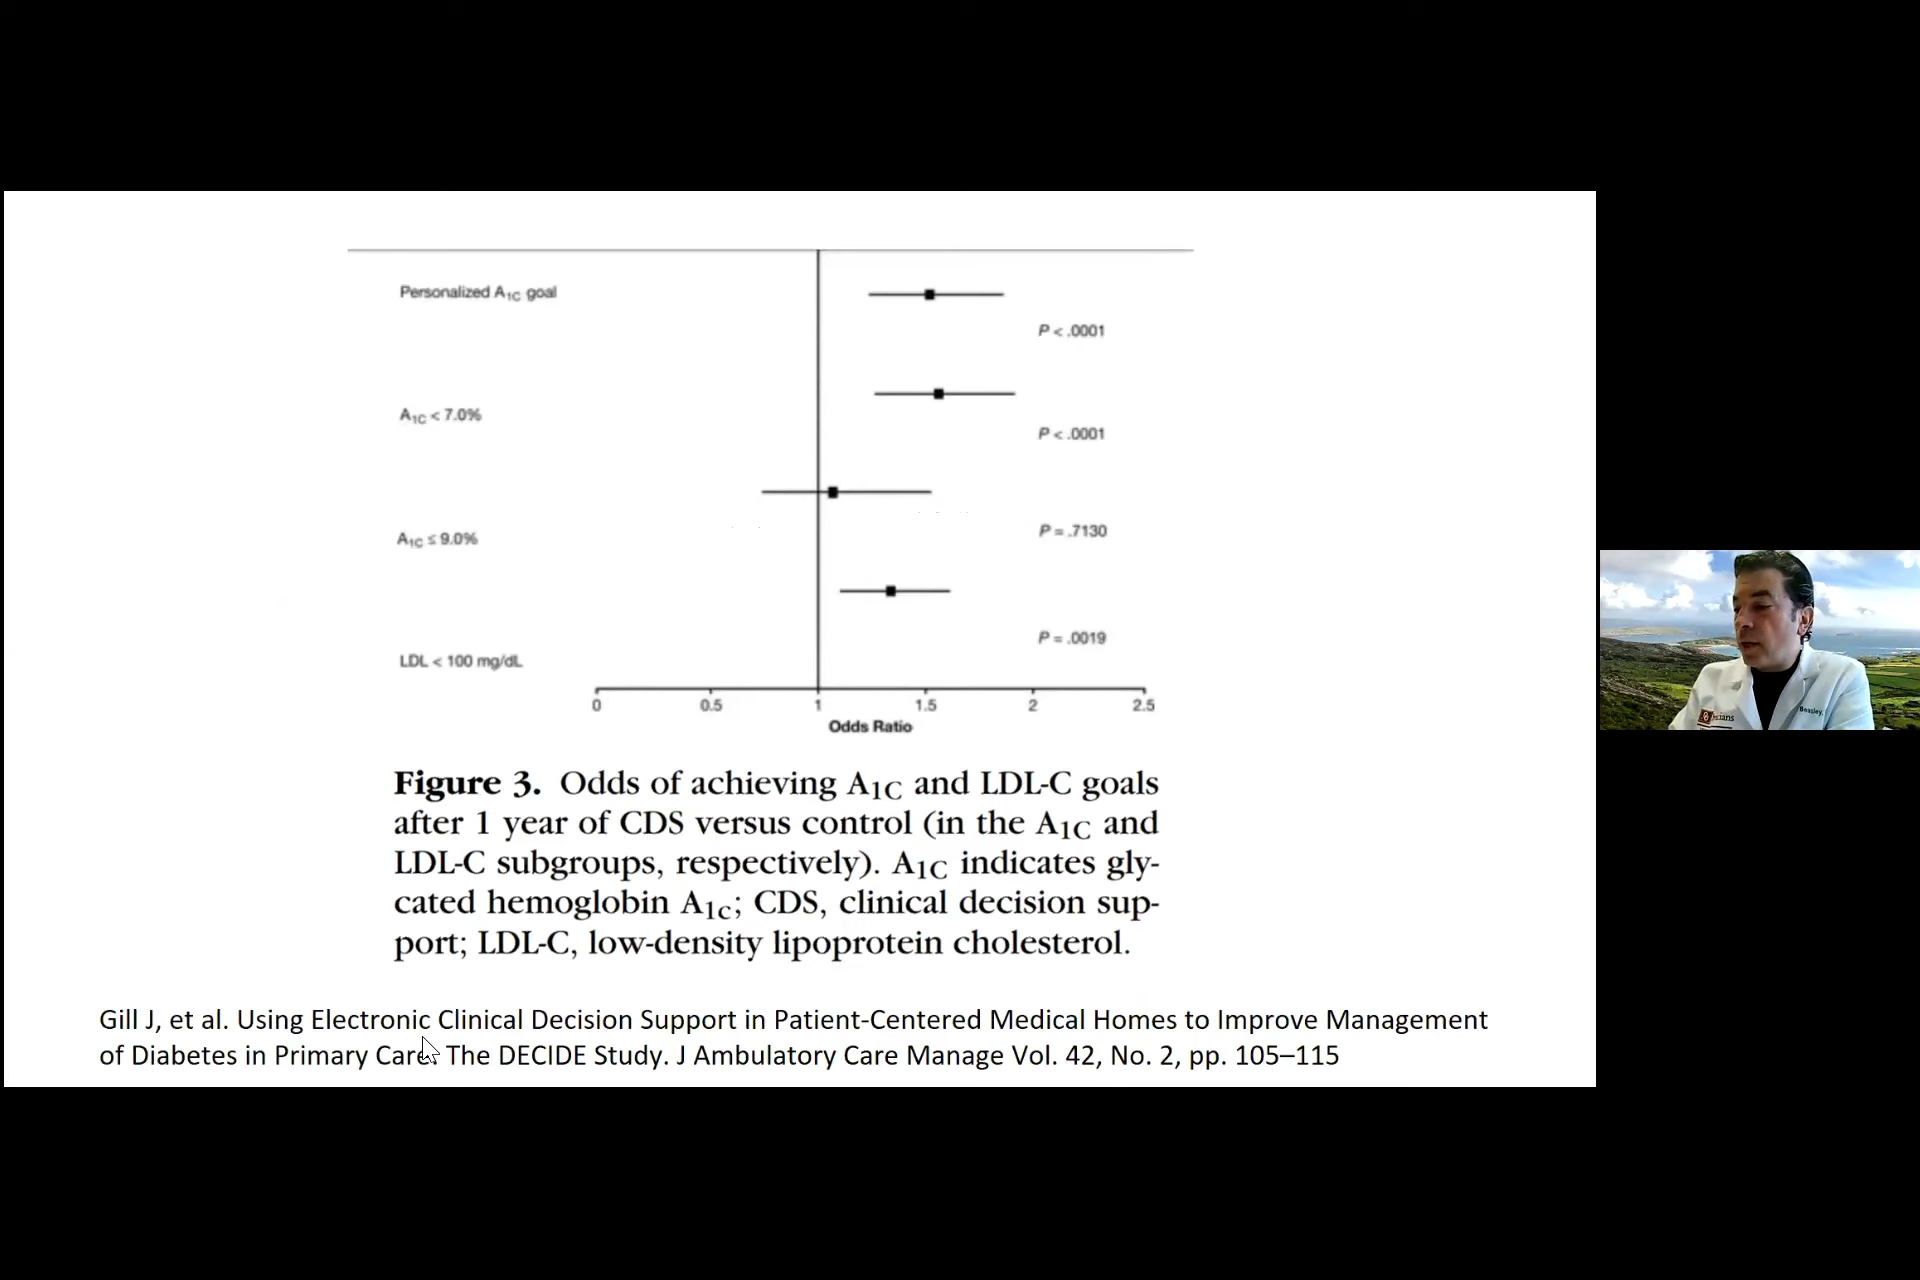 Personalized A1C goal
P < .0001
A1C < 7.0%
P < .0001
A1C ≤ 9.0%
P = .7130
LDL < 100 mg/dL
P = .0019
0 0.5 1 1.5 2 2.5
Odds Ratio
Figure 3. Odds of achieving A1C and LDL-C goals
after 1 year of CDS versus control (in the A1C and
LDL-C subgroups, respectively). A1C indicates gly-
cated hemoglobin A1c; CDS, clinical decision sup-
port; LDL-C, low-density lipoprotein cholesterol.
Gill J, et al. Using Electronic Clinical Decision Support in Patient-Centered Medical Homes to Improve Management
of Diabetes in Primary Care: The DECIDE Study. J Ambulatory Care Manage Vol. 42, No. 2, pp. 105–115
Beasley,